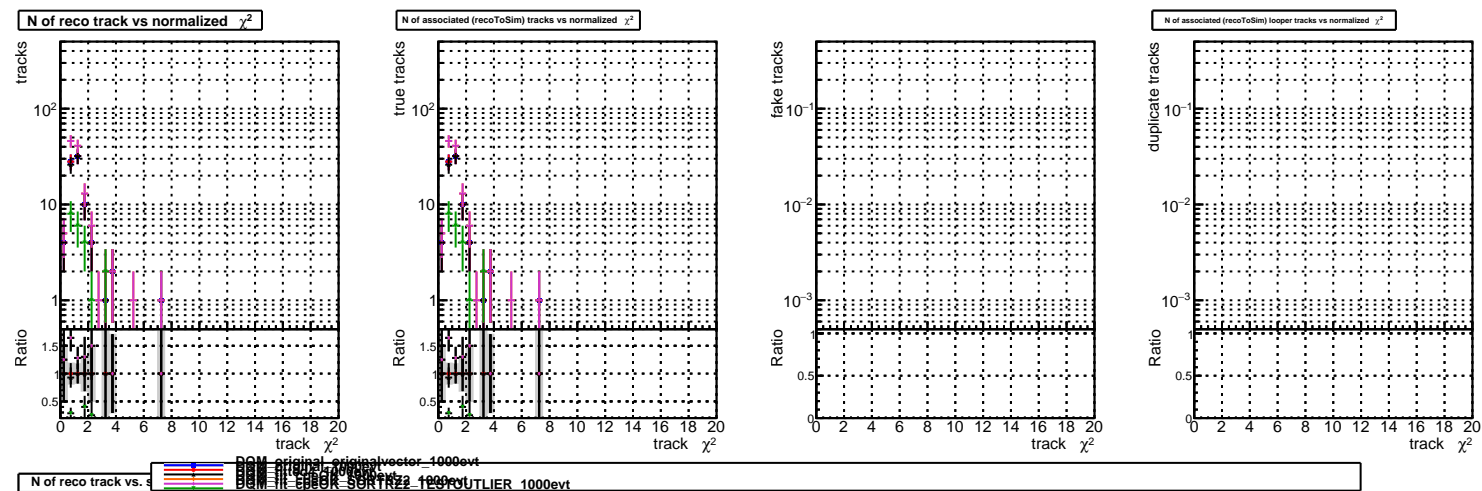 N of reco track vs normalized χ²
N of associated (recoToSim) tracks vs normalized χ²
N of associated (recoToSim) looper tracks vs normalized χ²
tracks
10²
10
1
Ratio
1.5
1
0.5
0 2 4 6 8 10 12 14 16 18 20
track χ²
true tracks
10²
10
1
Ratio
1.5
1
0.5
0 2 4 6 8 10 12 14 16 18 20
track χ²
fake tracks
10⁻¹
10⁻²
10⁻³
Ratio
1
0.5
0
0 2 4 6 8 10 12 14 16 18 20
track χ²
duplicate tracks
10⁻¹
10⁻²
10⁻³
Ratio
1
0.5
0
0 2 4 6 8 10 12 14 16 18 20
track χ²
N of reco track vs.
DQM_original_originalvector_1000evt
DQM_fit_cpeOK_SORTRZ2_TESTOUTLIER_1000evt